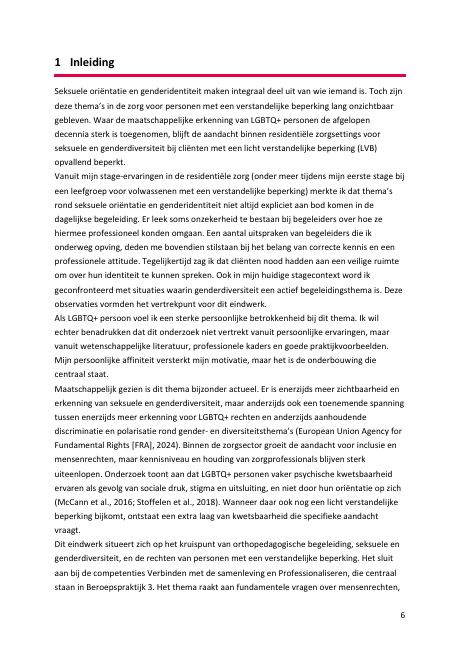 1 Inleiding
Seksuele oriëntatie en genderidentiteit maken integraal deel uit van wie iemand is. Toch zijn
deze thema's in de zorg voor personen met een verstandelijke beperking lang onzichtbaar
gebleven. Waar de maatschappelijke erkenning van LGBTQ+ personen de afgelopen
decennia sterk is toegenomen, blijft de aandacht binnen residentiële zorgsettings voor
seksuele en genderdiversiteit bij cliënten met een licht verstandelijke beperking (LVB)
opvallend beperkt.
Vanuit mijn stage-ervaringen in de residentiële zorg (onder meer tijdens mijn eerste stage bij
een leefgroep voor volwassenen met een verstandelijke beperking) merkte ik dat thema's
rond seksuele oriëntatie en genderidentiteit niet altijd expliciet aan bod komen in de
dagelijkse begeleiding. Er leek soms onzekerheid te bestaan bij begeleiders over hoe ze
hiermee professioneel konden omgaan. Een aantal uitspraken van begeleiders die ik
onderweg opving, deden me bovendien stilstaan bij het belang van correcte kennis en een
professionele attitude. Tegelijkertijd zag ik dat cliënten nood hadden aan een veilige ruimte
om over hun identiteit te kunnen spreken. Ook in mijn huidige stagecontext word ik
geconfronteerd met situaties waarin genderdiversiteit een actief begeleidingsthema is. Deze
observaties vormden het vertrekpunt voor dit eindwerk.
Als LGBTQ+ persoon voel ik een sterke persoonlijke betrokkenheid bij dit thema. Ik wil
echter benadrukken dat dit onderzoek niet vertrekt vanuit persoonlijke ervaringen, maar
vanuit wetenschappelijke literatuur, professionele kaders en goede praktijkvoorbeelden.
Mijn persoonlijke affiniteit versterkt mijn motivatie, maar het is de onderbouwing die
centraal staat.
Maatschappelijk gezien is dit thema bijzonder actueel. Er is enerzijds meer zichtbaarheid en
erkenning van seksuele en genderdiversiteit, maar anderzijds ook een toenemende spanning
tussen enerzijds meer erkenning voor LGBTQ+ rechten en anderzijds aanhoudende
discriminatie en polarisatie rond gender- en diversiteitsthema's (European Union Agency for
Fundamental Rights [FRA], 2024). Binnen de zorgsector groeit de aandacht voor inclusie en
mensenrechten, maar kennisniveau en houding van zorgprofessionals blijven sterk
uiteenlopen. Onderzoek toont aan dat LGBTQ+ personen vaker psychische kwetsbaarheid
ervaren als gevolg van sociale druk, stigma en uitsluiting, en niet door hun oriëntatie op zich
(McCann et al., 2016; Stoffelen et al., 2018). Wanneer daar ook nog een licht verstandelijke
beperking bijkomt, ontstaat een extra laag van kwetsbaarheid die specifieke aandacht
vraagt.
Dit eindwerk situeert zich op het kruispunt van orthopedagogische begeleiding, seksuele en
genderdiversiteit, en de rechten van personen met een verstandelijke beperking. Het sluit
aan bij de competenties Verbinden met de samenleving en Professionaliseren, die centraal
staan in Beroepspraktijk 3. Het thema raakt aan fundamentele vragen over mensenrechten,
6